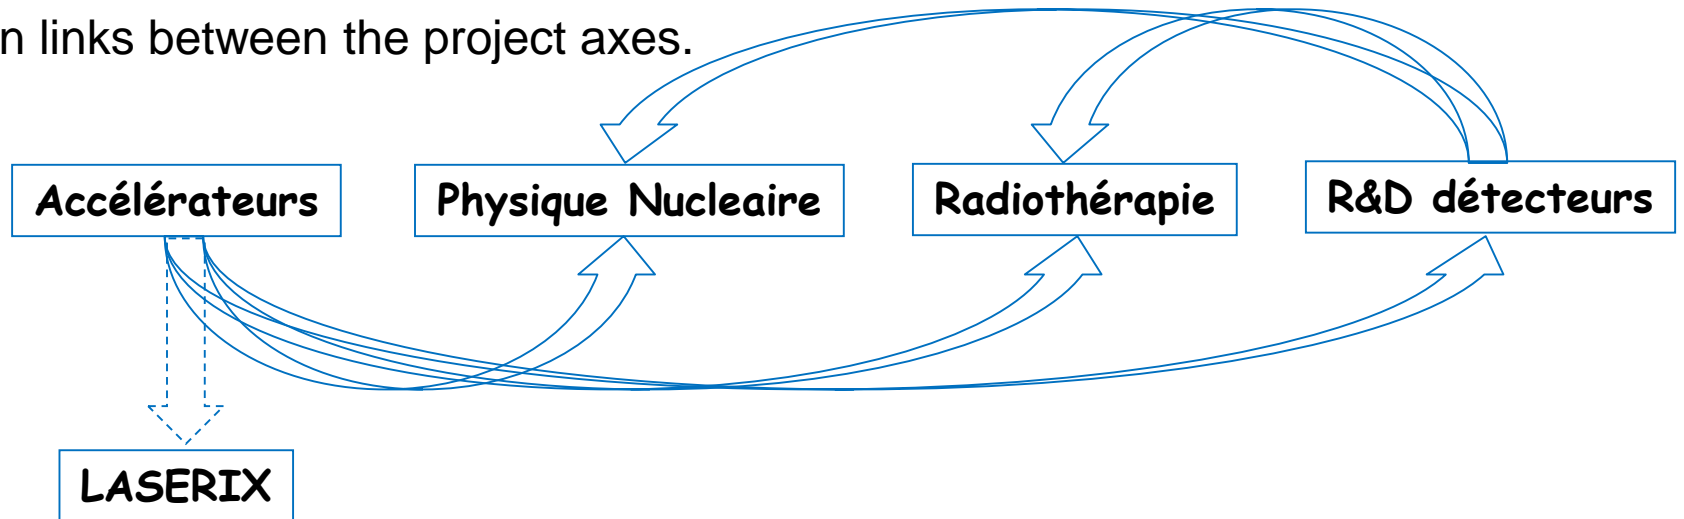 n links between the project axes.
Accélérateurs
Physique Nucleaire
Radiothérapie
R&D détecteurs
LASERIX